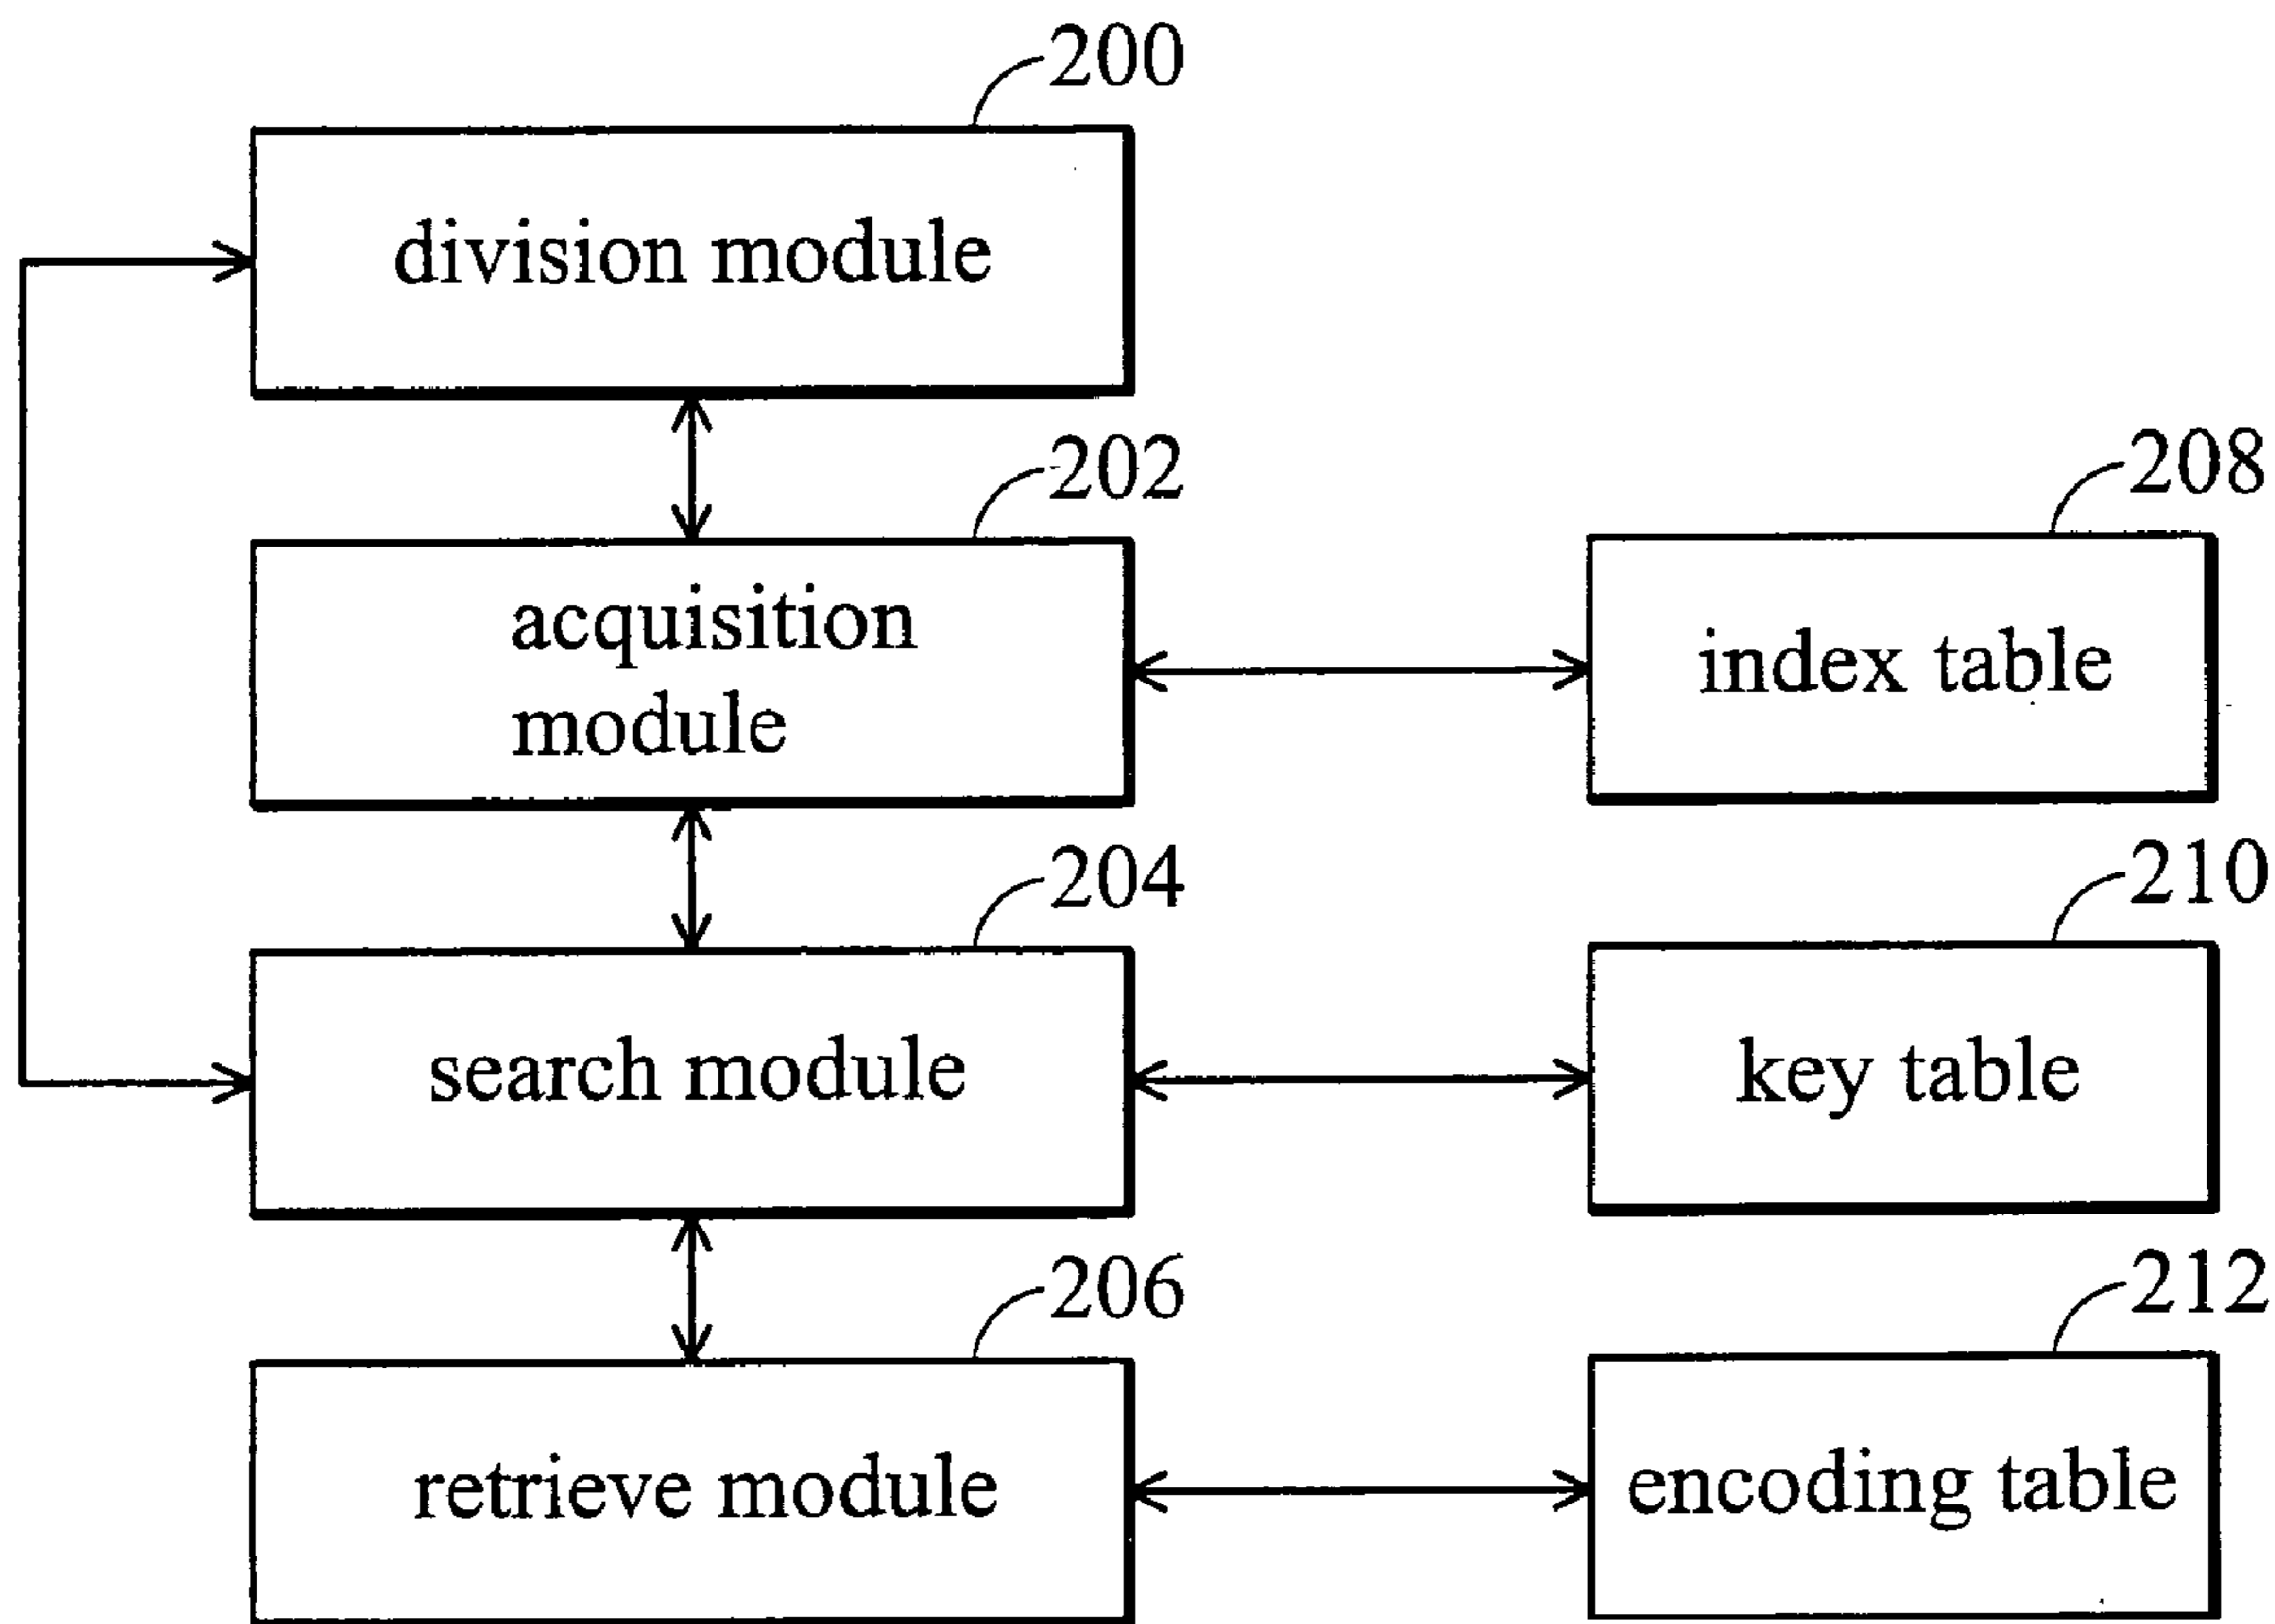 200
division module
202
acquisition
module
208
index table
204
search module
210
key table
206
retrieve module
212
encoding table